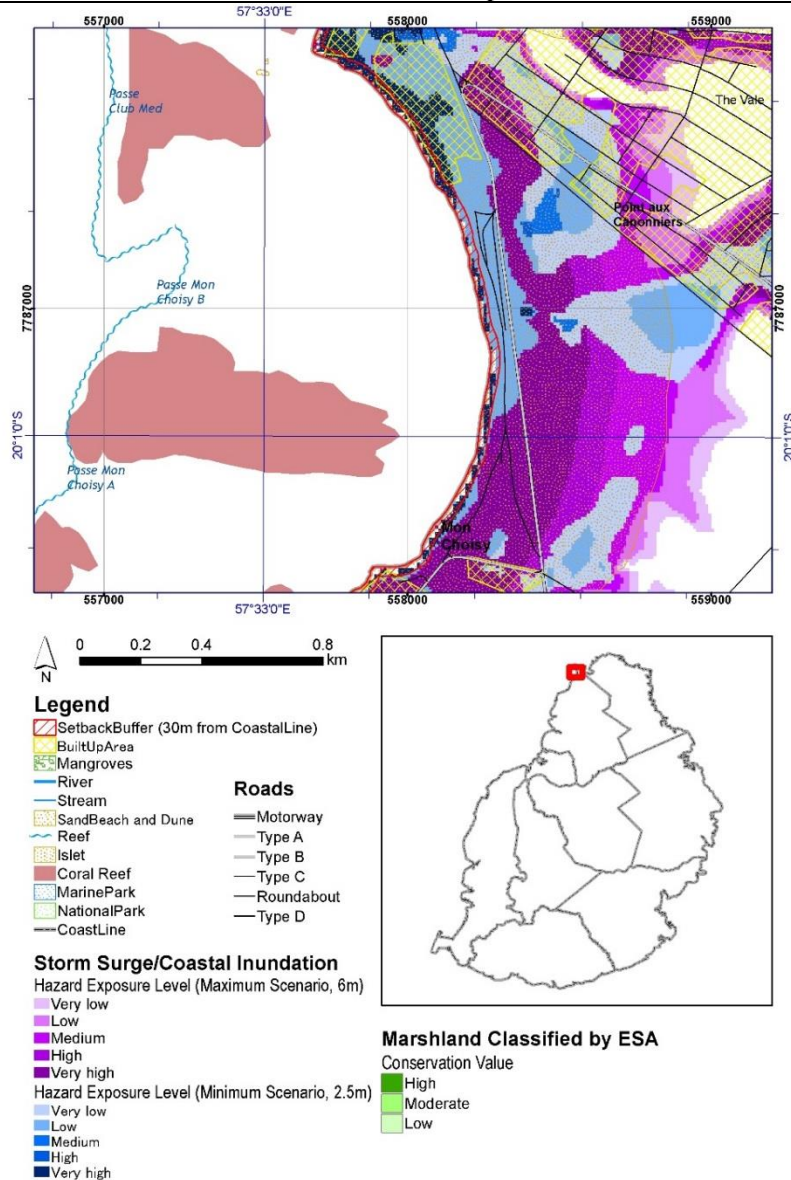 57°33'0"E
557000
558000
559000
Passe
Club Med
The Vale
Point aux
Canonniers
Passe Mon
Choisy B
7787000
7787000
20°1'0"S
20°1'0"S
Passe Mon
Choisy A
Mon
Choisy
557000
558000
559000
57°33'0"E
0 0.2 0.4 0.8
km
N
Legend
SetbackBuffer (30m from CoastalLine)
BuiltUpArea
Mangroves
River
Stream
SandBeach and Dune
Reef
Islet
Coral Reef
MarinePark
NationalPark
CoastLine
Roads
Motorway
Type A
Type B
Type C
Roundabout
Type D
Storm Surge/Coastal Inundation
Hazard Exposure Level (Maximum Scenario, 6m)
Very low
Low
Medium
High
Very high
Hazard Exposure Level (Minimum Scenario, 2.5m)
Very low
Low
Medium
High
Very high
Marshland Classified by ESA
Conservation Value
High
Moderate
Low